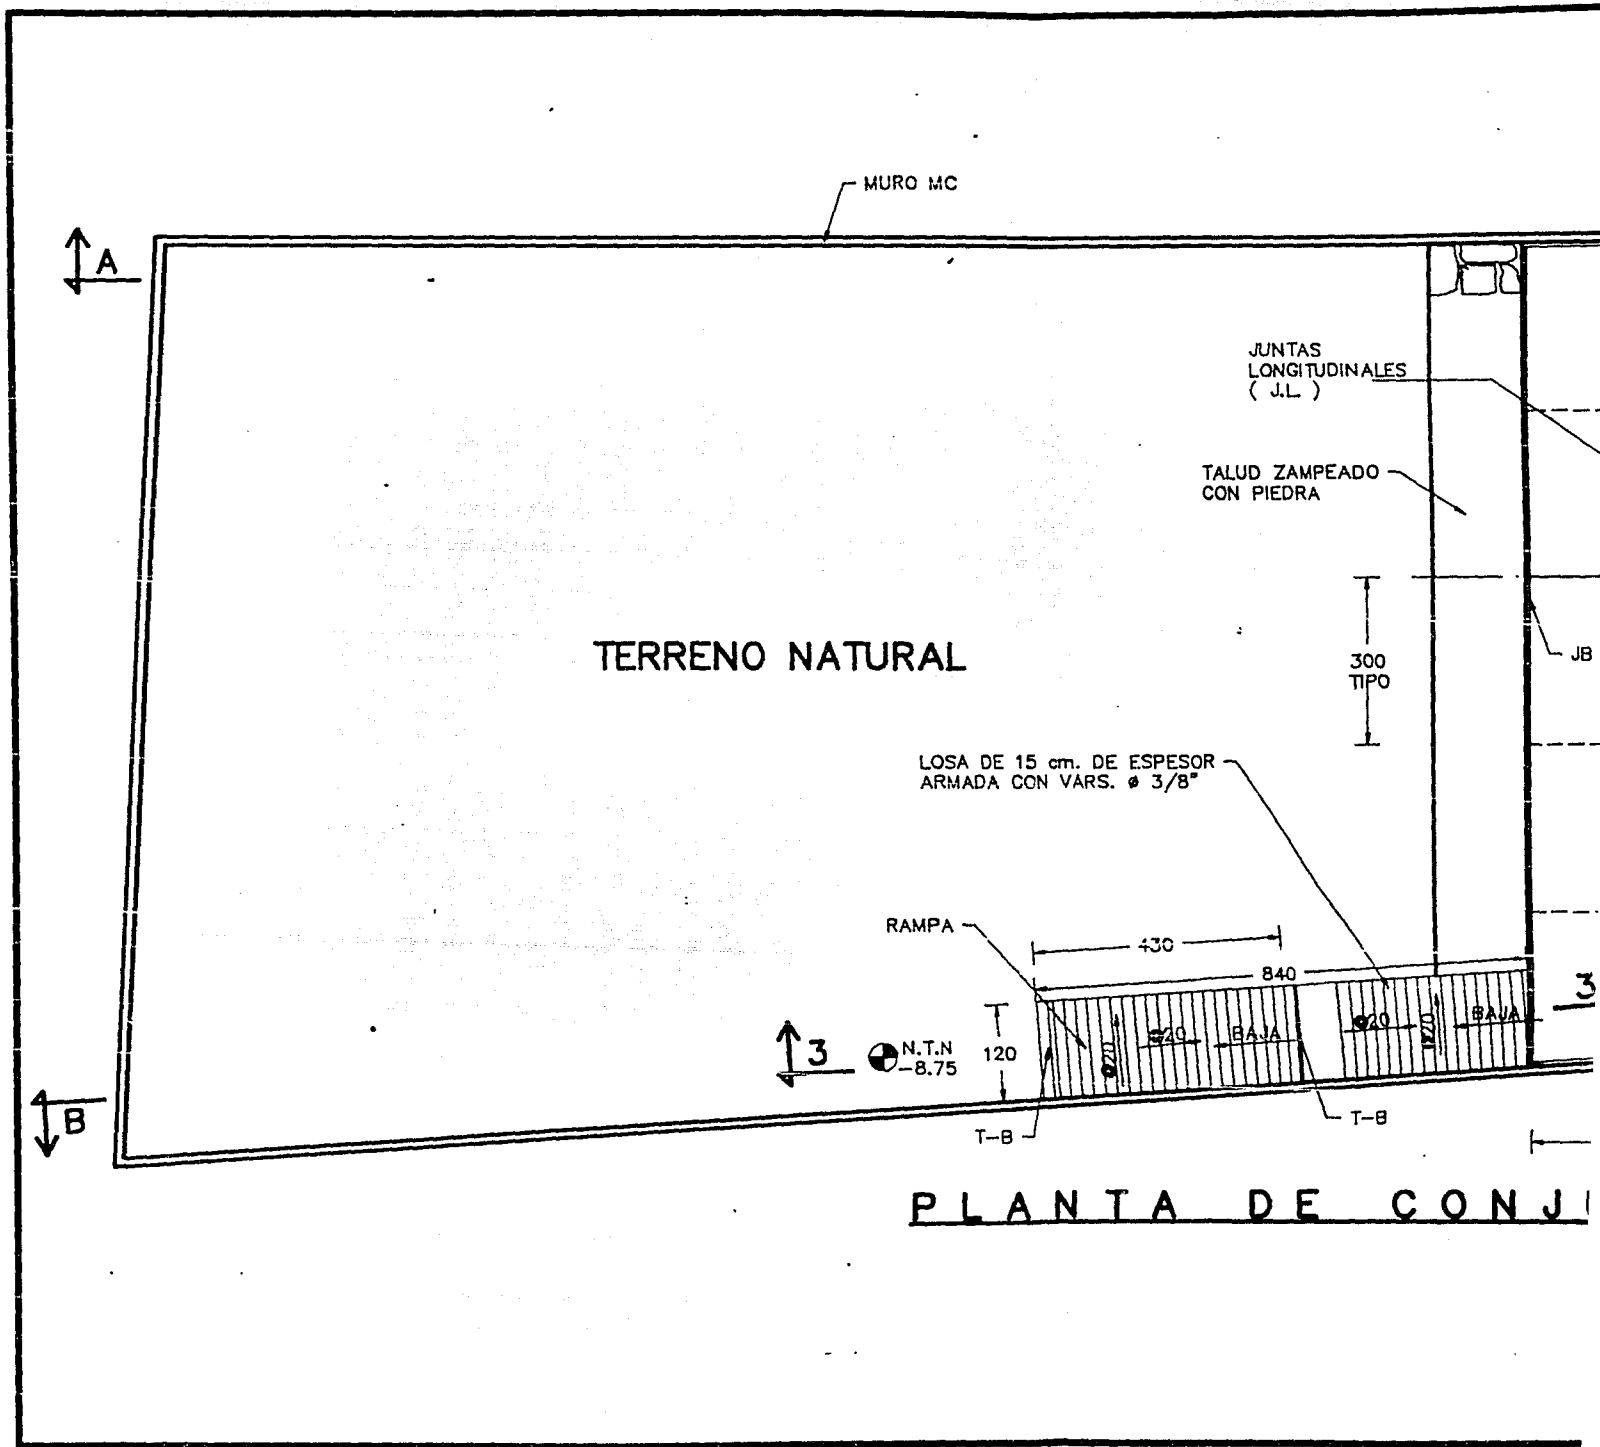 MURO MC
A
JUNTAS
LONGITUDINALES
( J.L. )
TALUD ZAMPEADO
CON PIEDRA
TERRENO NATURAL
300
TIPO
JB
LOSA DE 15 cm. DE ESPESOR
ARMADA CON VARS. ø 3/8"
RAMPA
430
840
3
3
N.T.N
-8.75
120
BAJA
BAJA
B
T-B
T-B
PLANTA DE